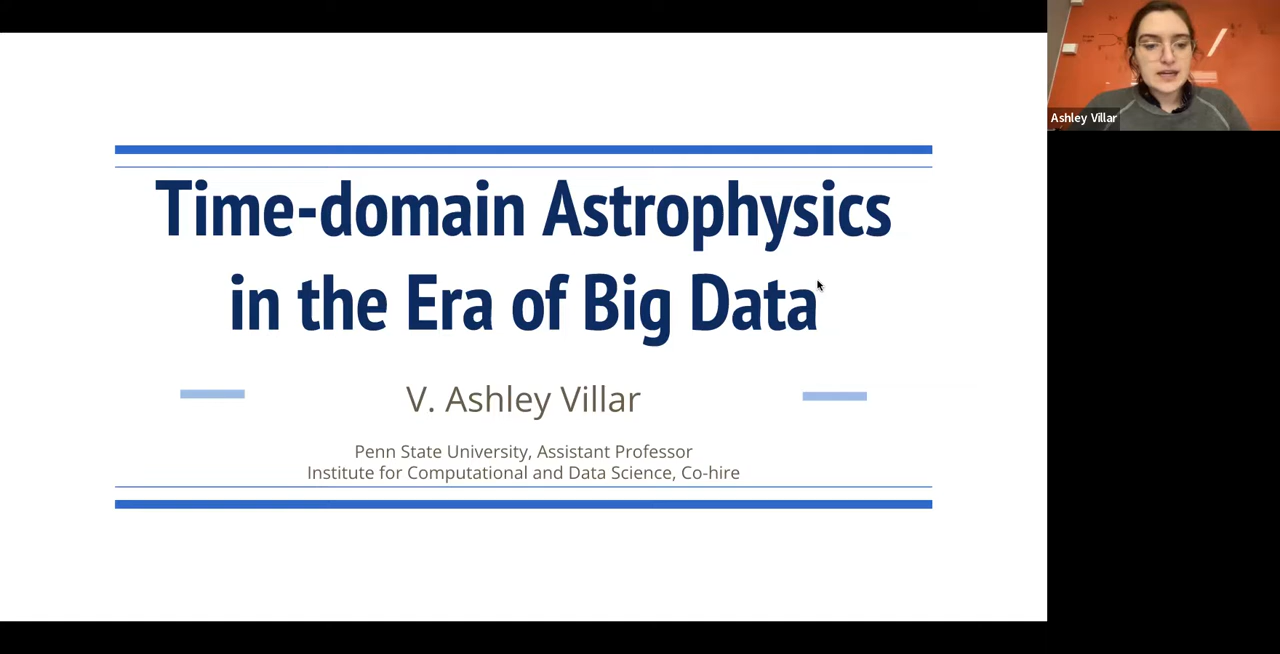 Time-domain Astrophysics
in the Era of Big Data
V. Ashley Villar
Penn State University, Assistant Professor
Institute for Computational and Data Science, Co-hire
Ashley Villar